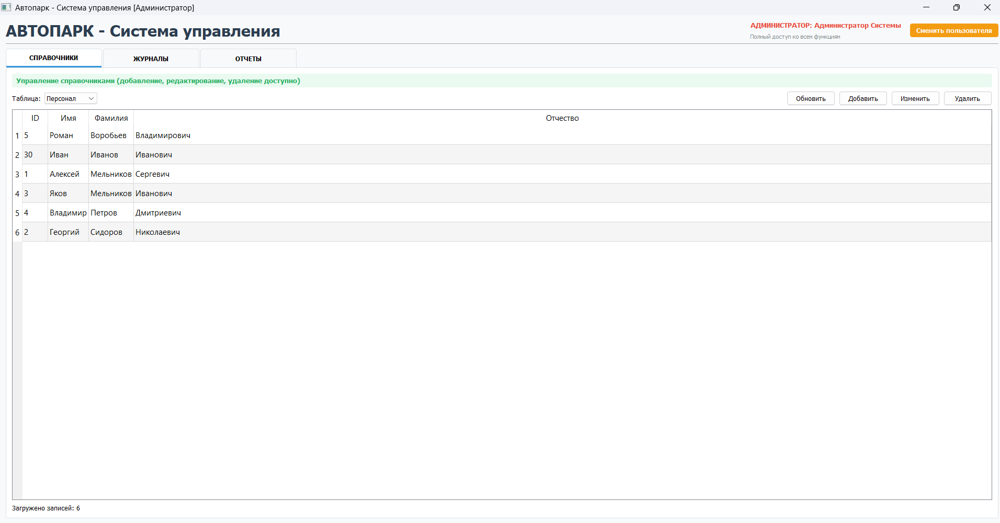 Автопарк - Система управления [Администратор]
АВТОПАРК - Система управления
АДМИНИСТРАТОР: Администратор Системы
Полный доступ ко всем функциям
Сменить пользователя
СПРАВОЧНИКИ ЖУРНАЛЫ ОТЧЕТЫ
Управление справочниками (добавление, редактирование, удаление доступно)
Таблица: Персонал Обновить Добавить Изменить Удалить
ID Имя Фамилия Отчество
1 5 Роман Воробьев Владимирович
2 30 Иван Иванов Иванович
3 1 Алексей Мельников Сергевич
4 3 Яков Мельников Иванович
5 4 Владимир Петров Дмитриевич
6 2 Георгий Сидоров Николаевич
Загружено записей: 6